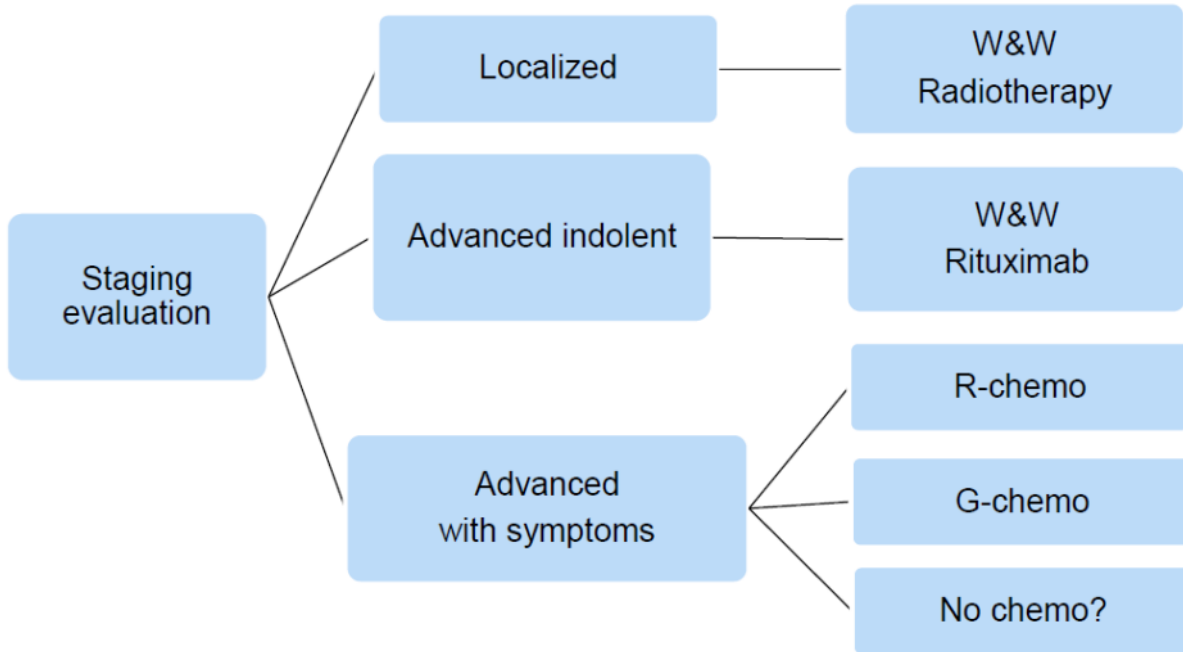 Staging
evaluation
Localized
W&W
Radiotherapy
Advanced indolent
W&W
Rituximab
Advanced
with symptoms
R-chemo
G-chemo
No chemo?